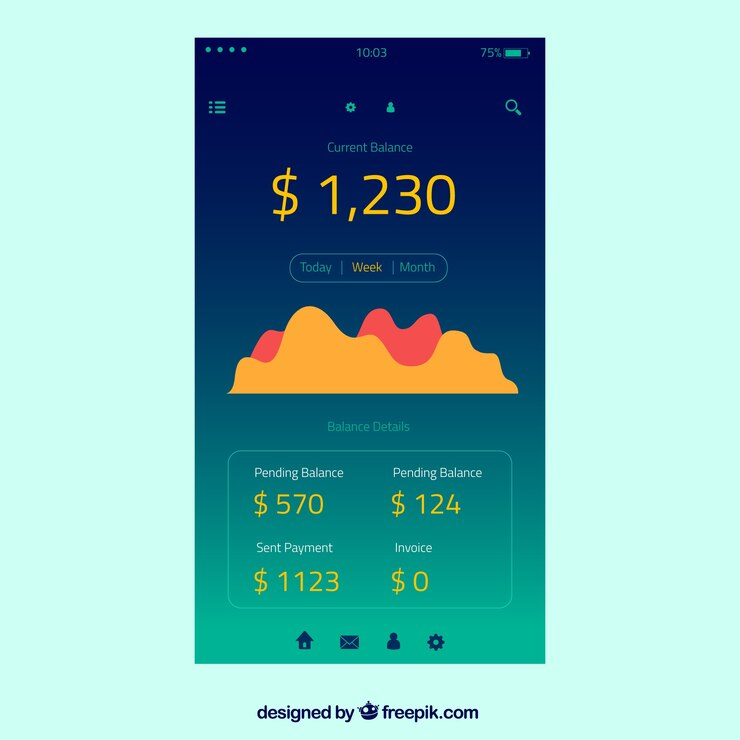 10:03 75%
Current Balance
$ 1,230
Today | Week | Month
Balance Details
Pending Balance Pending Balance
$ 570 $ 124
Sent Payment Invoice
$ 1123 $ 0
designed by freepik.com